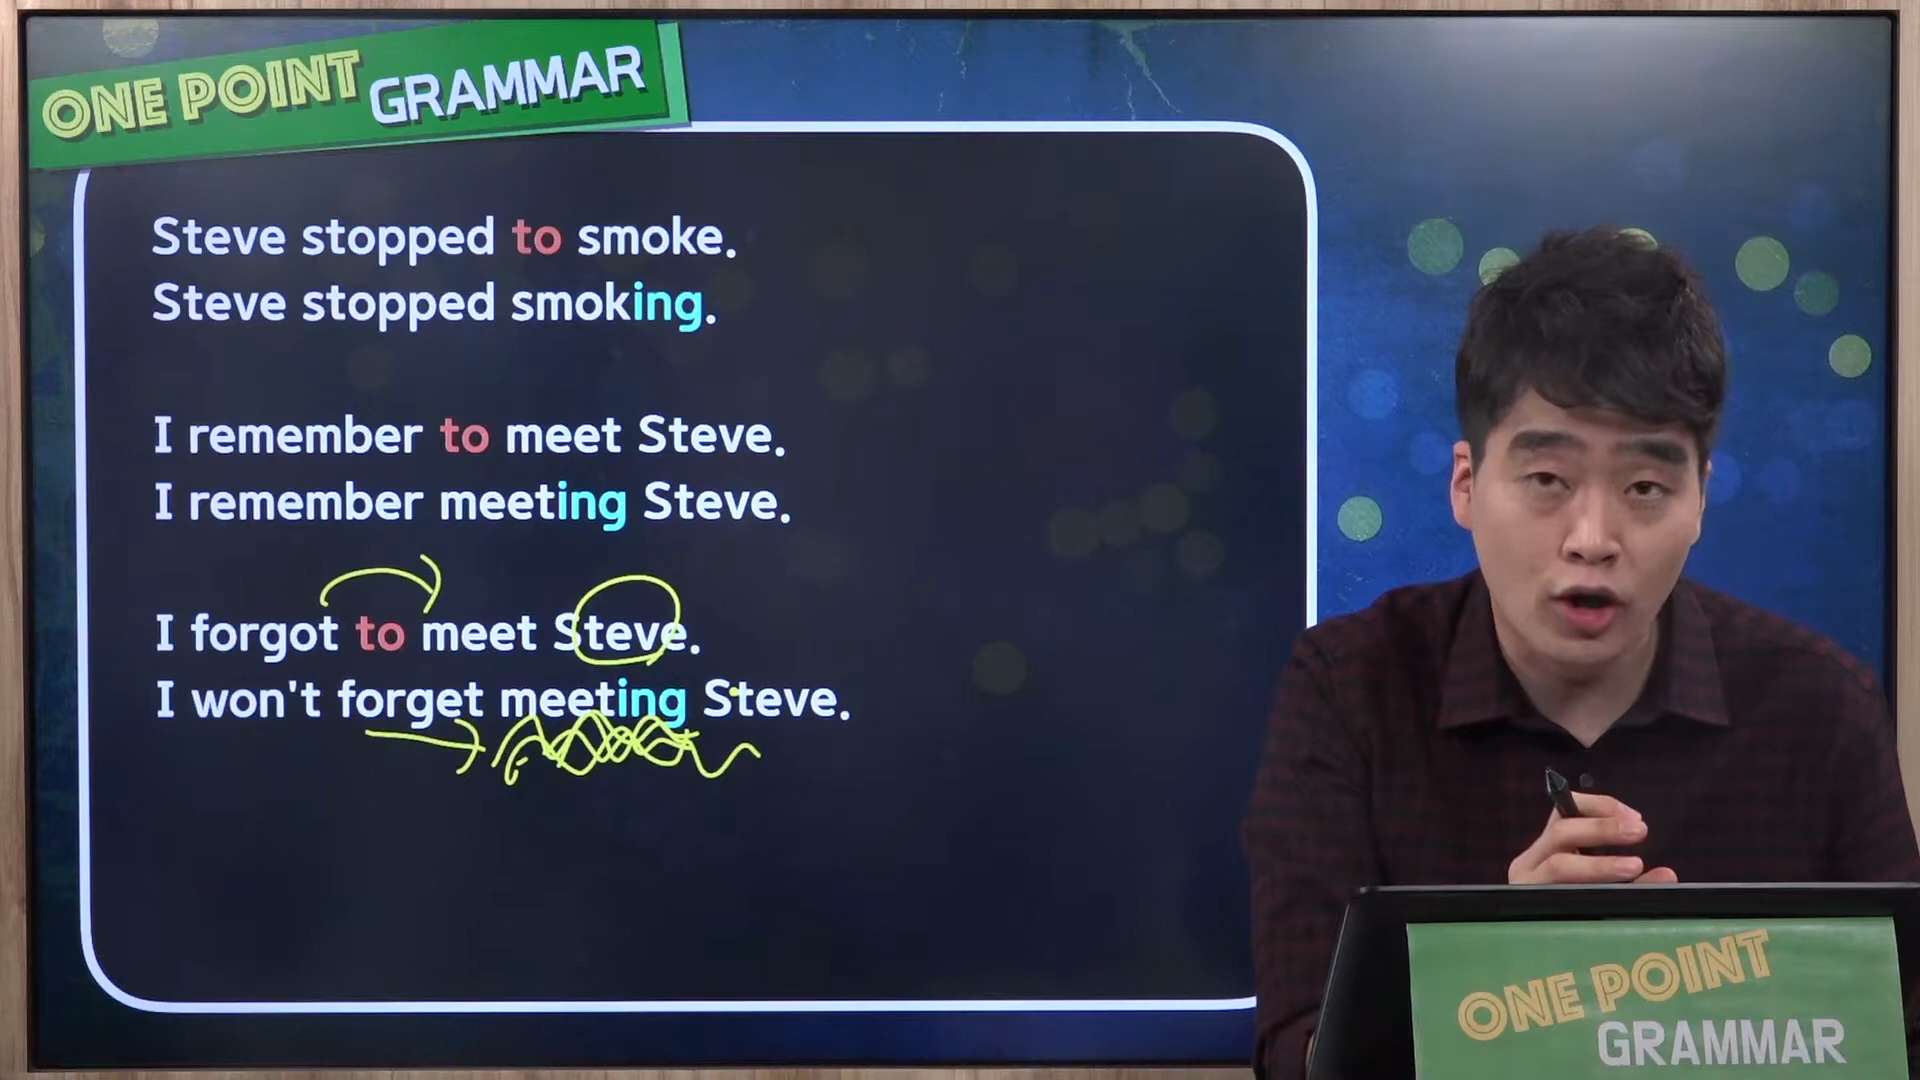 ONE POINT GRAMMAR
Steve stopped to smoke.
Steve stopped smoking.
I remember to meet Steve.
I remember meeting Steve.
I forgot to meet Steve.
I won't forget meeting Steve.
ONE POINT
GRAMMAR